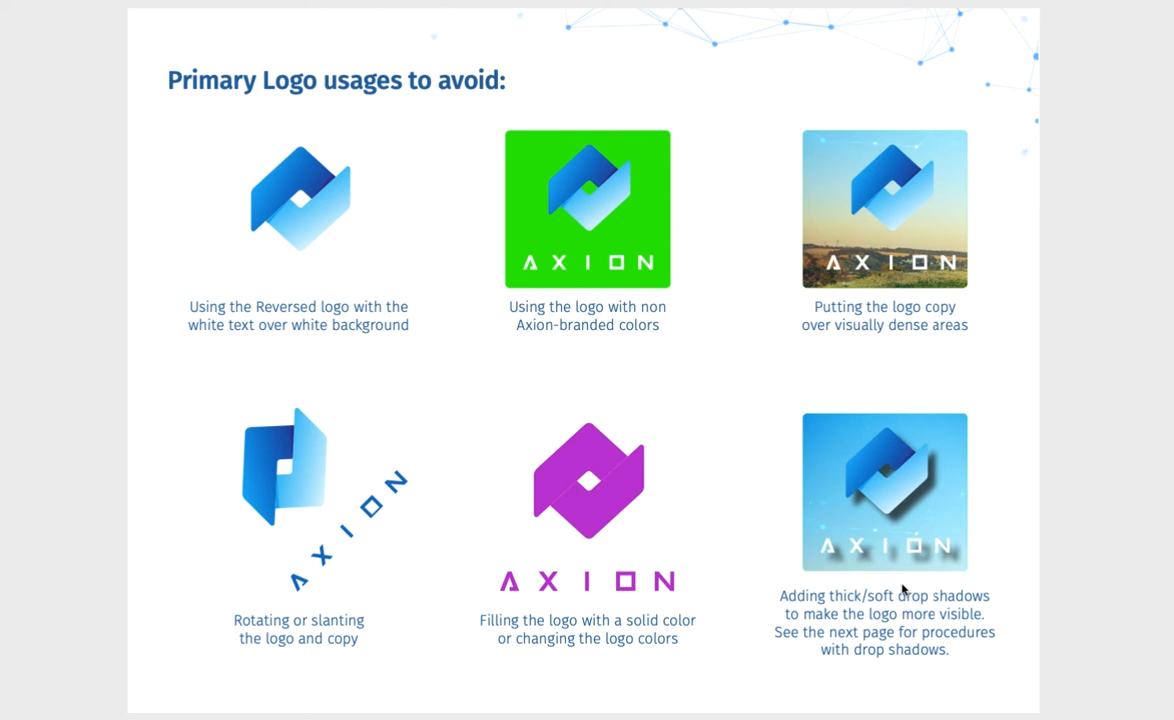 Primary Logo usages to avoid:
Using the Reversed logo with the
white text over white background
AXION
Using the logo with non
Axion-branded colors
AXION
Putting the logo copy
over visually dense areas
AXION
Rotating or slanting
the logo and copy
AXION
Filling the logo with a solid color
or changing the logo colors
AXION
Adding thick/soft drop shadows
to make the logo more visible.
See the next page for procedures
with drop shadows.